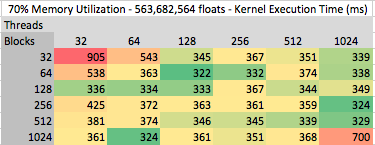 70% Memory Utilization - 563,682,564 floats - Kernel Execution Time (ms)
Threads
Blocks 32 64 128 256 512 1024
32 905 543 345 367 351 339
64 538 363 322 332 374 338
128 336 334 333 367 344 349
256 425 372 363 361 359 324
512 381 374 346 345 339 329
1024 361 324 361 351 368 700